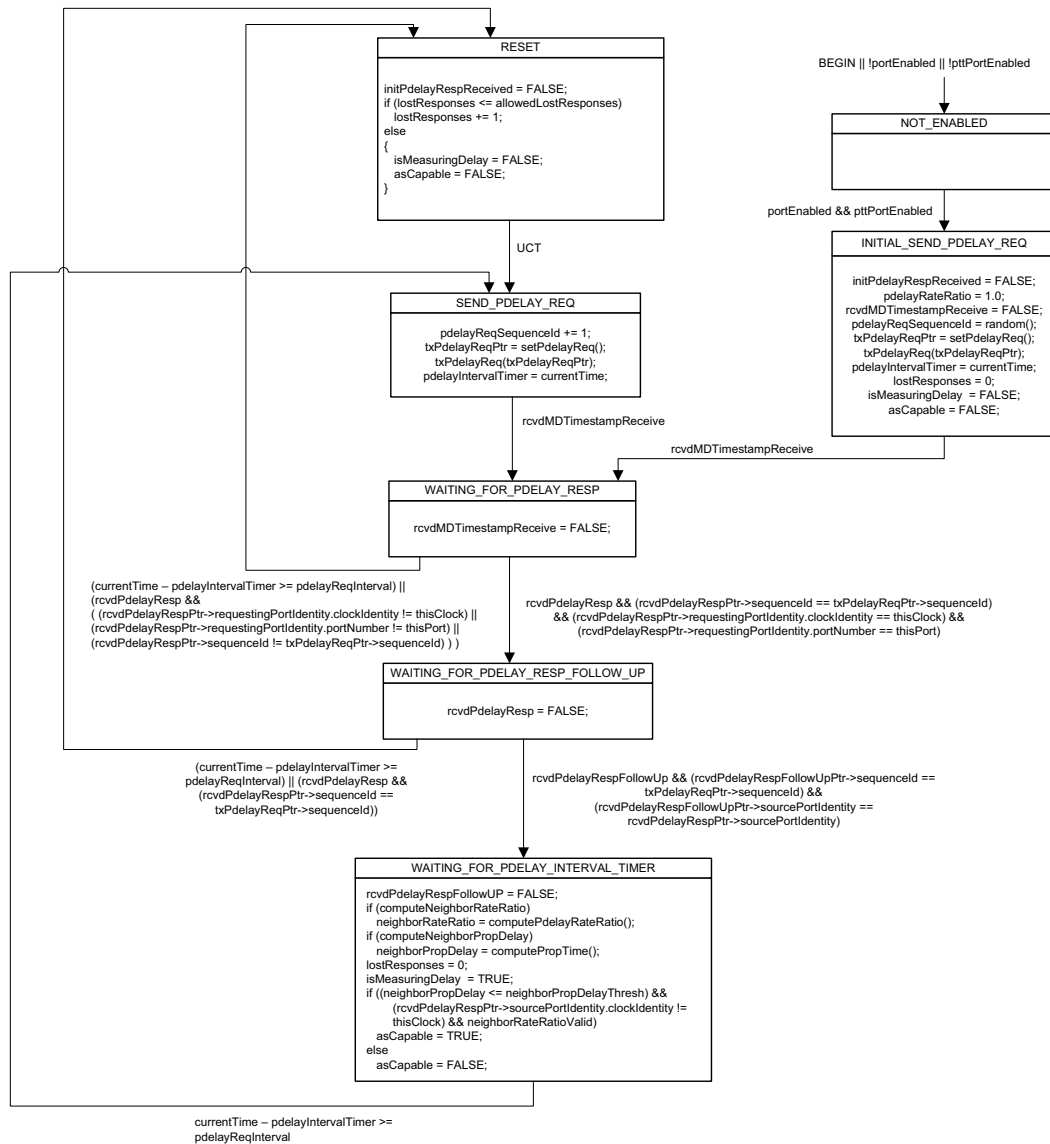 RESET
initPdelayRespReceived = FALSE;
if (lostResponses <= allowedLostResponses)
lostResponses += 1;
else
{
isMeasuringDelay = FALSE;
asCapable = FALSE;
}
BEGIN || !portEnabled || !pttPortEnabled
NOT_ENABLED
portEnabled && pttPortEnabled
INITIAL_SEND_PDELAY_REQ
initPdelayRespReceived = FALSE;
pdelayRateRatio = 1.0;
rcvdMDTimestampReceive = FALSE;
pdelayReqSequenceId = random();
txPdelayReqPtr = setPdelayReq();
txPdelayReq(txPdelayReqPtr);
pdelayIntervalTimer = currentTime;
lostResponses = 0;
isMeasuringDelay = FALSE;
asCapable = FALSE;
UCT
SEND_PDELAY_REQ
pdelayReqSequenceId += 1;
txPdelayReqPtr = setPdelayReq();
txPdelayReq(txPdelayReqPtr);
pdelayIntervalTimer = currentTime;
rcvdMDTimestampReceive
rcvdMDTimestampReceive
WAITING_FOR_PDELAY_RESP
rcvdMDTimestampReceive = FALSE;
(currentTime – pdelayIntervalTimer >= pdelayReqInterval) ||
(rcvdPdelayResp &&
( (rcvdPdelayRespPtr->requestingPortIdentity.clockIdentity != thisClock) ||
(rcvdPdelayRespPtr->requestingPortIdentity.portNumber != thisPort) ||
(rcvdPdelayRespPtr->sequenceId != txPdelayReqPtr->sequenceId) ) )
rcvdPdelayResp && (rcvdPdelayRespPtr->sequenceId == txPdelayReqPtr->sequenceId)
&& (rcvdPdelayRespPtr->requestingPortIdentity.clockIdentity == thisClock) &&
(rcvdPdelayRespPtr->requestingPortIdentity.portNumber == thisPort)
WAITING_FOR_PDELAY_RESP_FOLLOW_UP
rcvdPdelayResp = FALSE;
(currentTime – pdelayIntervalTimer >=
pdelayReqInterval) || (rcvdPdelayResp &&
(rcvdPdelayRespPtr->sequenceId ==
txPdelayReqPtr->sequenceId))
rcvdPdelayRespFollowUp && (rcvdPdelayRespFollowUpPtr->sequenceId ==
txPdelayReqPtr->sequenceId) &&
(rcvdPdelayRespFollowUpPtr->sourcePortIdentity ==
rcvdPdelayRespPtr->sourcePortIdentity)
WAITING_FOR_PDELAY_INTERVAL_TIMER
rcvdPdelayRespFollowUP = FALSE;
if (computeNeighborRateRatio)
neighborRateRatio = computePdelayRateRatio();
if (computeNeighborPropDelay)
neighborPropDelay = computePropTime();
lostResponses = 0;
isMeasuringDelay = TRUE;
if ((neighborPropDelay <= neighborPropDelayThresh) &&
(rcvdPdelayRespPtr->sourcePortIdentity.clockIdentity !=
thisClock) && neighborRateRatioValid)
asCapable = TRUE;
else
asCapable = FALSE;
currentTime – pdelayIntervalTimer >=
pdelayReqInterval